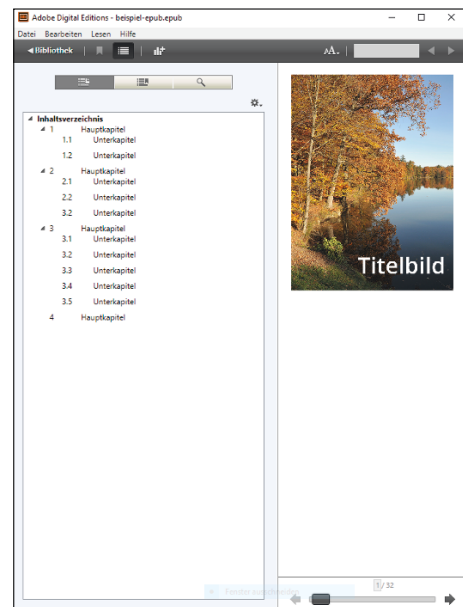 Adobe Digital Editions - beispiel-epub.epub
Datei Bearbeiten Lesen Hilfe
Bibliothek
AA
Inhaltsverzeichnis
1 Hauptkapitel
1.1 Unterkapitel
1.2 Unterkapitel
2 Hauptkapitel
2.1 Unterkapitel
2.2 Unterkapitel
3.2 Unterkapitel
3 Hauptkapitel
3.1 Unterkapitel
3.2 Unterkapitel
3.3 Unterkapitel
3.4 Unterkapitel
3.5 Unterkapitel
4 Hauptkapitel
Titelbild
Fenster
1/ 32